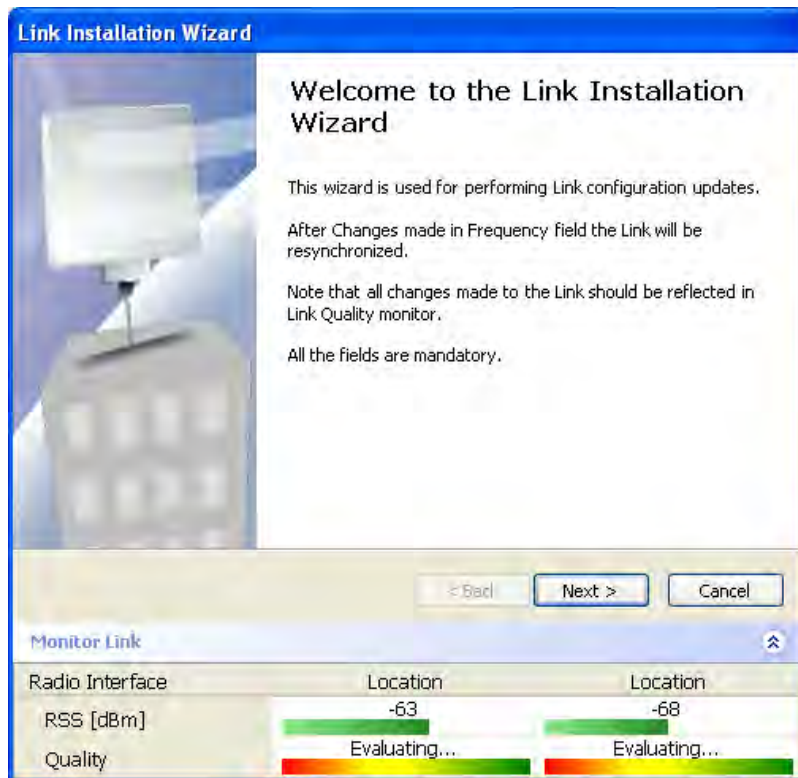 Link Installation Wizard
Welcome to the Link Installation
Wizard
This wizard is used for performing Link configuration updates.
After Changes made in Frequency field the Link will be
resynchronized.
Note that all changes made to the Link should be reflected in
Link Quality monitor.
All the fields are mandatory.
< Back Next > Cancel
Monitor Link
Radio Interface Location Location
RSS [dBm] -63 -68
Quality Evaluating... Evaluating...